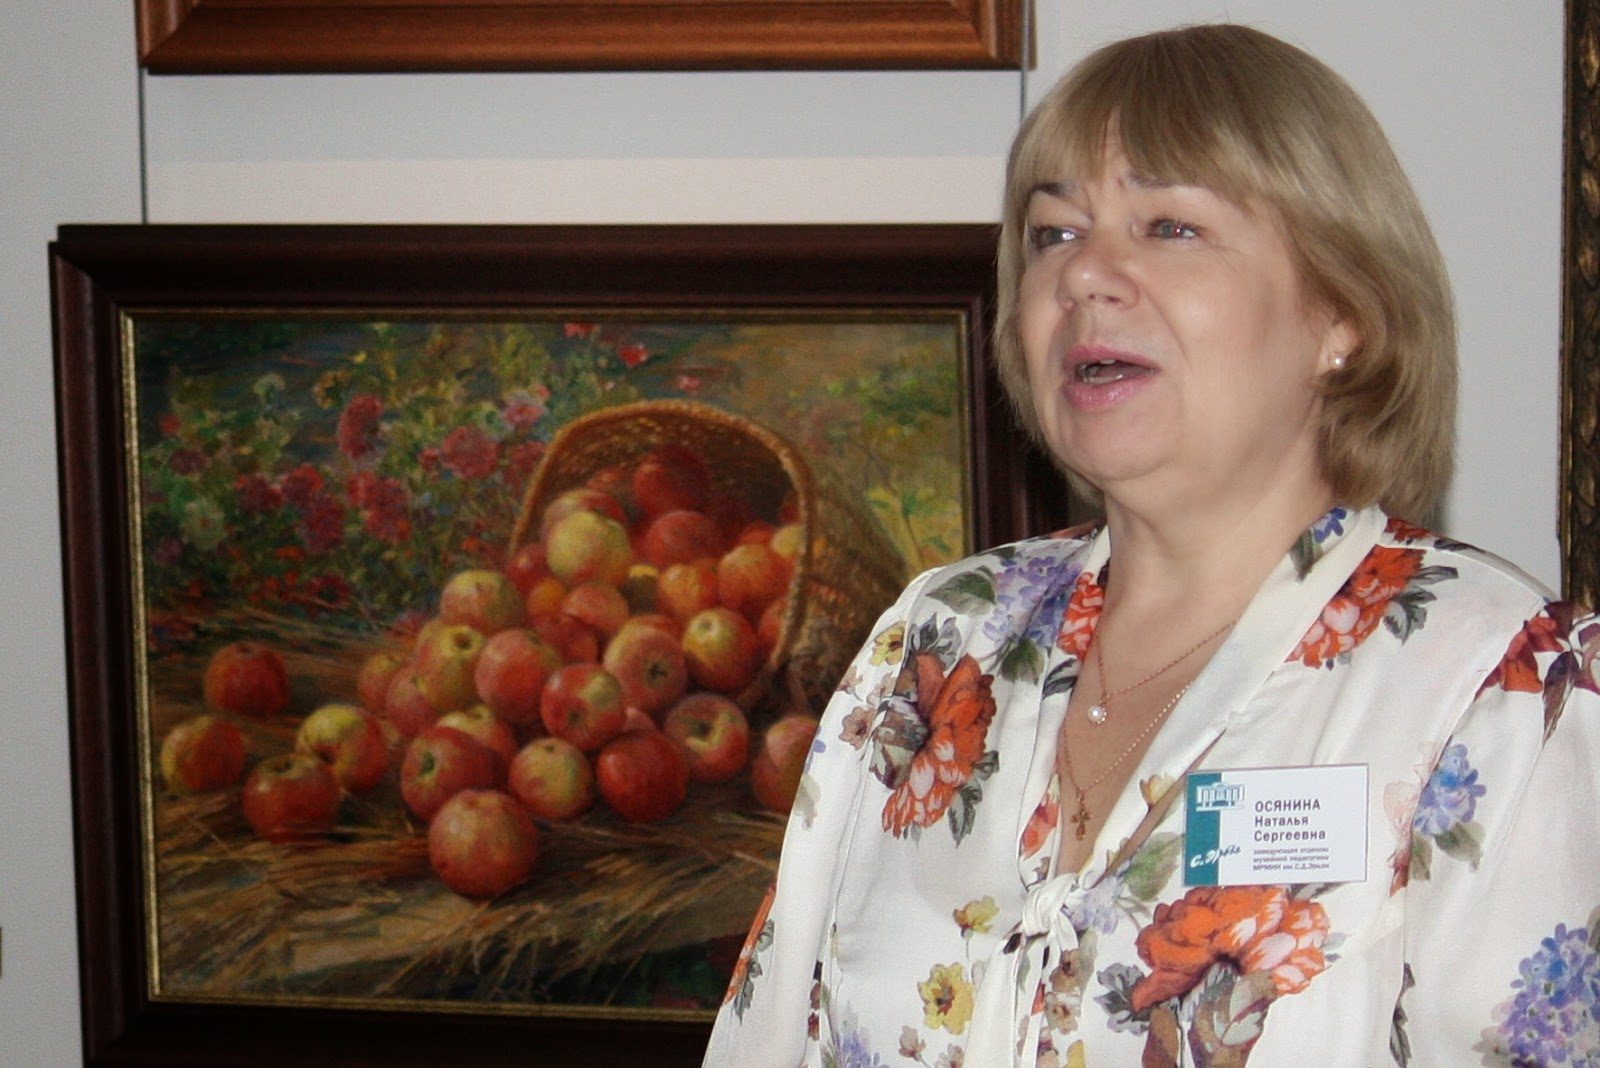 ОСЯНИНА
Наталья
Сергеевна
заведующая отделом
музейной педагогики
МРМИИ им. С.Д. Эрьзи
С. Эрьзя